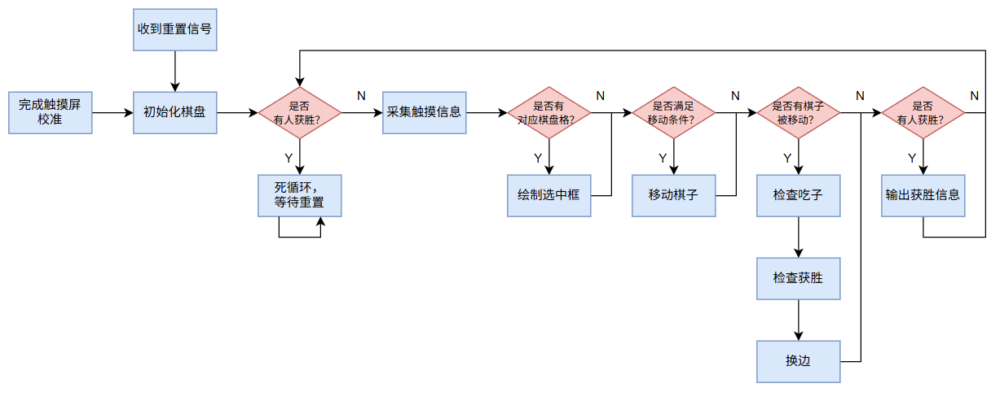 收到重置信号
完成触摸屏
校准
初始化棋盘
是否
有人获胜？
N
采集触摸信息
是否有
对应棋盘格？
N
是否满足
移动条件？
N
是否有棋子
被移动？
N
是否
有人获胜？
N
Y
死循环，
等待重置
Y
绘制选中框
Y
移动棋子
Y
检查吃子
Y
输出获胜信息
检查获胜
换边